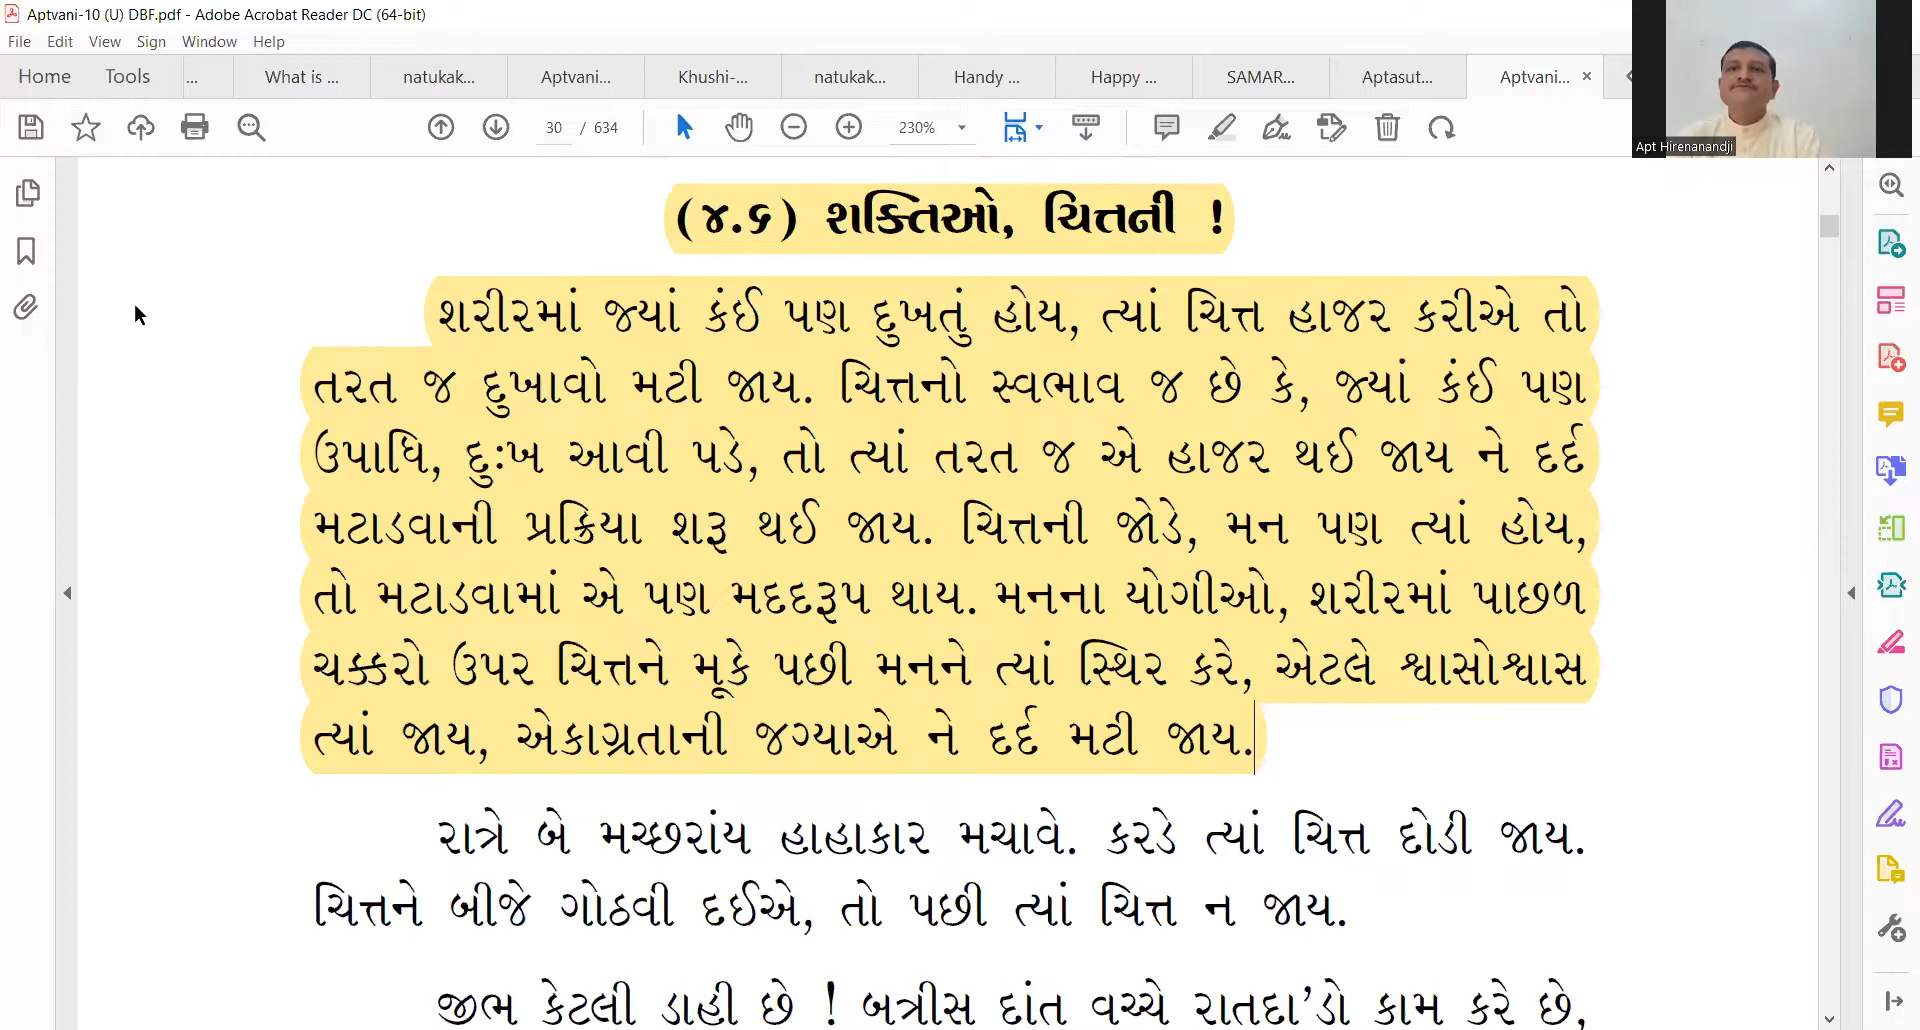 Aptvani-10 (U) DBF.pdf - Adobe Acrobat Reader DC (64-bit)
File Edit View Sign Window Help
Home Tools ... What is ... natukak... Aptvani... Khushi-... natukak... Handy ... Happy ... SAMAR... Aptasut... Aptvani... ×
30 / 634 230%
Apt Hirenanandji
(૪.૬) શક્તિઓ, ચિત્તની !
શરીરમાં જ્યાં કંઈ પણ દુખતું હોય, ત્યાં ચિત્ત હાજર કરીએ તો
તરત જ દુખાવો મટી જાય. ચિત્તનો સ્વભાવ જ છે કે, જ્યાં કંઈ પણ
ઉપાધિ, દુઃખ આવી પડે, તો ત્યાં તરત જ એ હાજર થઈ જાય ને દર્દ
મટાડવાની પ્રક્રિયા શરૂ થઈ જાય. ચિત્તની જોડે, મન પણ ત્યાં હોય,
તો મટાડવામાં એ પણ મદદરૂપ થાય. મનના યોગીઓ, શરીરમાં પાછળ
ચક્કરો ઉપર ચિત્તને મૂકે પછી મનને ત્યાં સ્થિર કરે, એટલે શ્વાસોશ્વાસ
ત્યાં જાય, એકાગ્રતાની જગ્યાએ ને દર્દ મટી જાય.
રાત્રે બે મચ્છરાંય હાહાકાર મચાવે. કરડે ત્યાં ચિત્ત દોડી જાય.
ચિત્તને બીજે ગોઠવી દઈએ, તો પછી ત્યાં ચિત્ત ન જાય.
જીભ કેટલી ડાહી છે ! બત્રીસ દાંત વચ્ચે રાતદા’ડો કામ કરે છે,